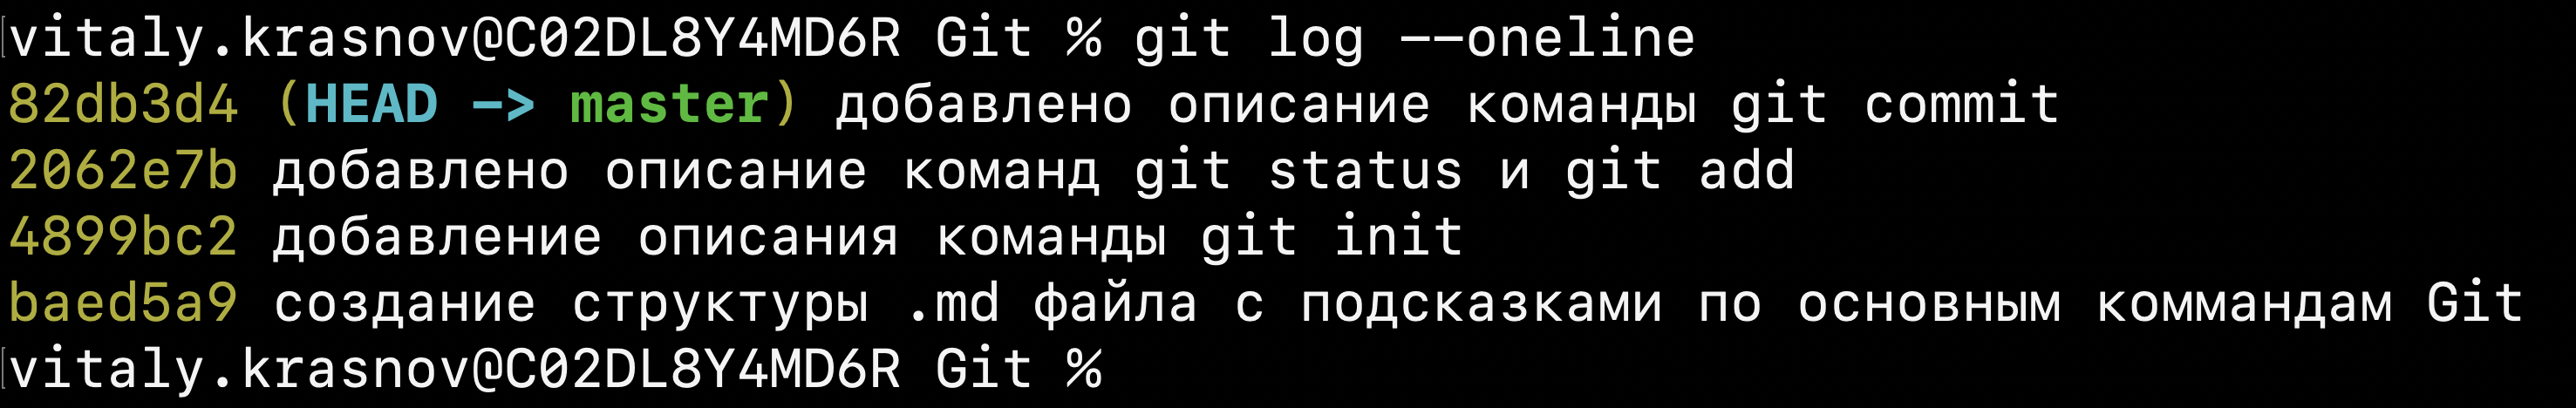 vitaly.krasnov@C02DL8Y4MD6R Git % git log --oneline
82db3d4 (HEAD -> master) добавлено описание команды git commit
2062e7b добавлено описание команд git status и git add
4899bc2 добавление описания команды git init
baed5a9 создание структуры .md файла с подсказками по основным коммандам Git
vitaly.krasnov@C02DL8Y4MD6R Git %